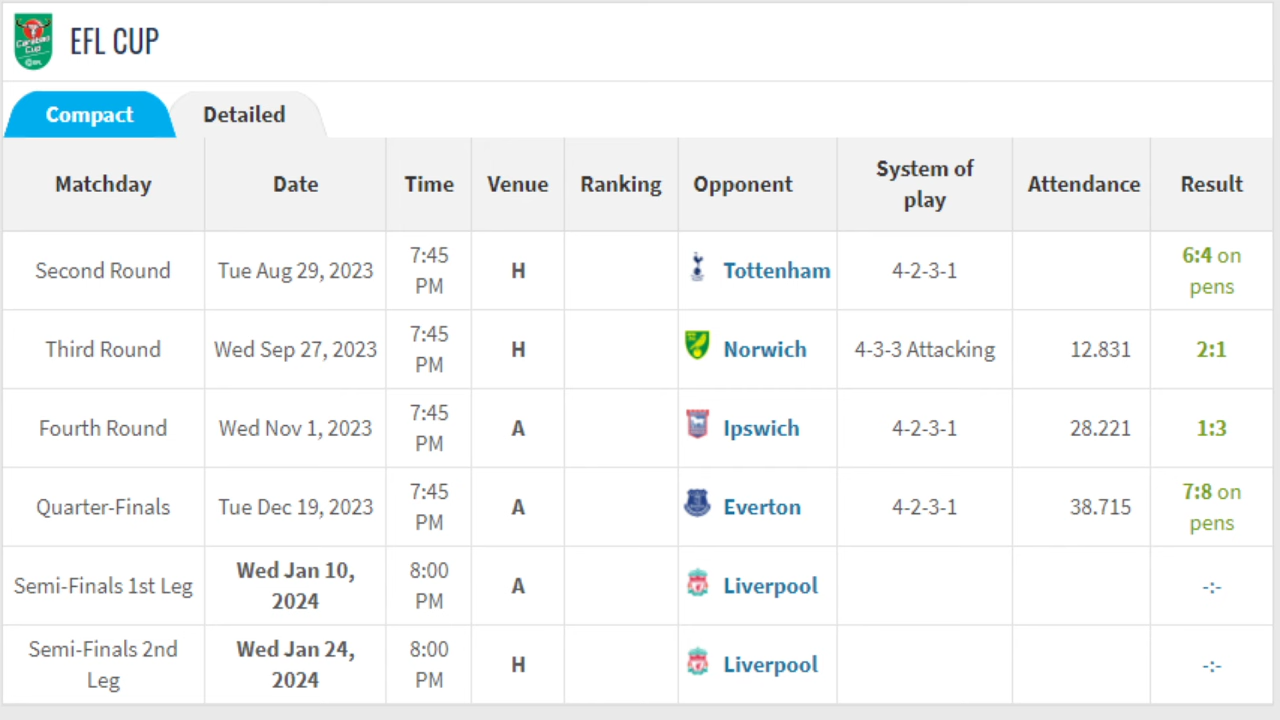 Carabao
Cup
EFL
EFL CUP
Compact Detailed
Matchday Date Time Venue Ranking Opponent System of play Attendance Result
Second Round Tue Aug 29, 2023 7:45 PM H Tottenham 4-2-3-1 6:4 on pens
Third Round Wed Sep 27, 2023 7:45 PM H Norwich 4-3-3 Attacking 12.831 2:1
Fourth Round Wed Nov 1, 2023 7:45 PM A Ipswich 4-2-3-1 28.221 1:3
Quarter-Finals Tue Dec 19, 2023 7:45 PM A Everton 4-2-3-1 38.715 7:8 on pens
Semi-Finals 1st Leg Wed Jan 10, 2024 8:00 PM A Liverpool -:-
Semi-Finals 2nd Leg Wed Jan 24, 2024 8:00 PM H Liverpool -:-